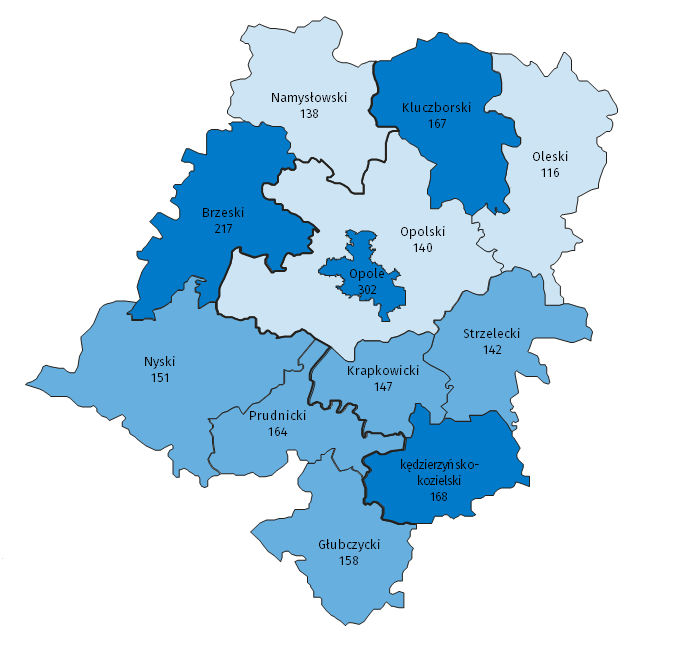 Namysłowski
138
Kluczborski
167
Oleski
116
Brzeski
217
Opolski
140
Opole
302
Strzelecki
142
Nyski
151
Krapkowicki
147
Prudnicki
164
kędzierzyńsko-
kozielski
168
Głubczycki
158